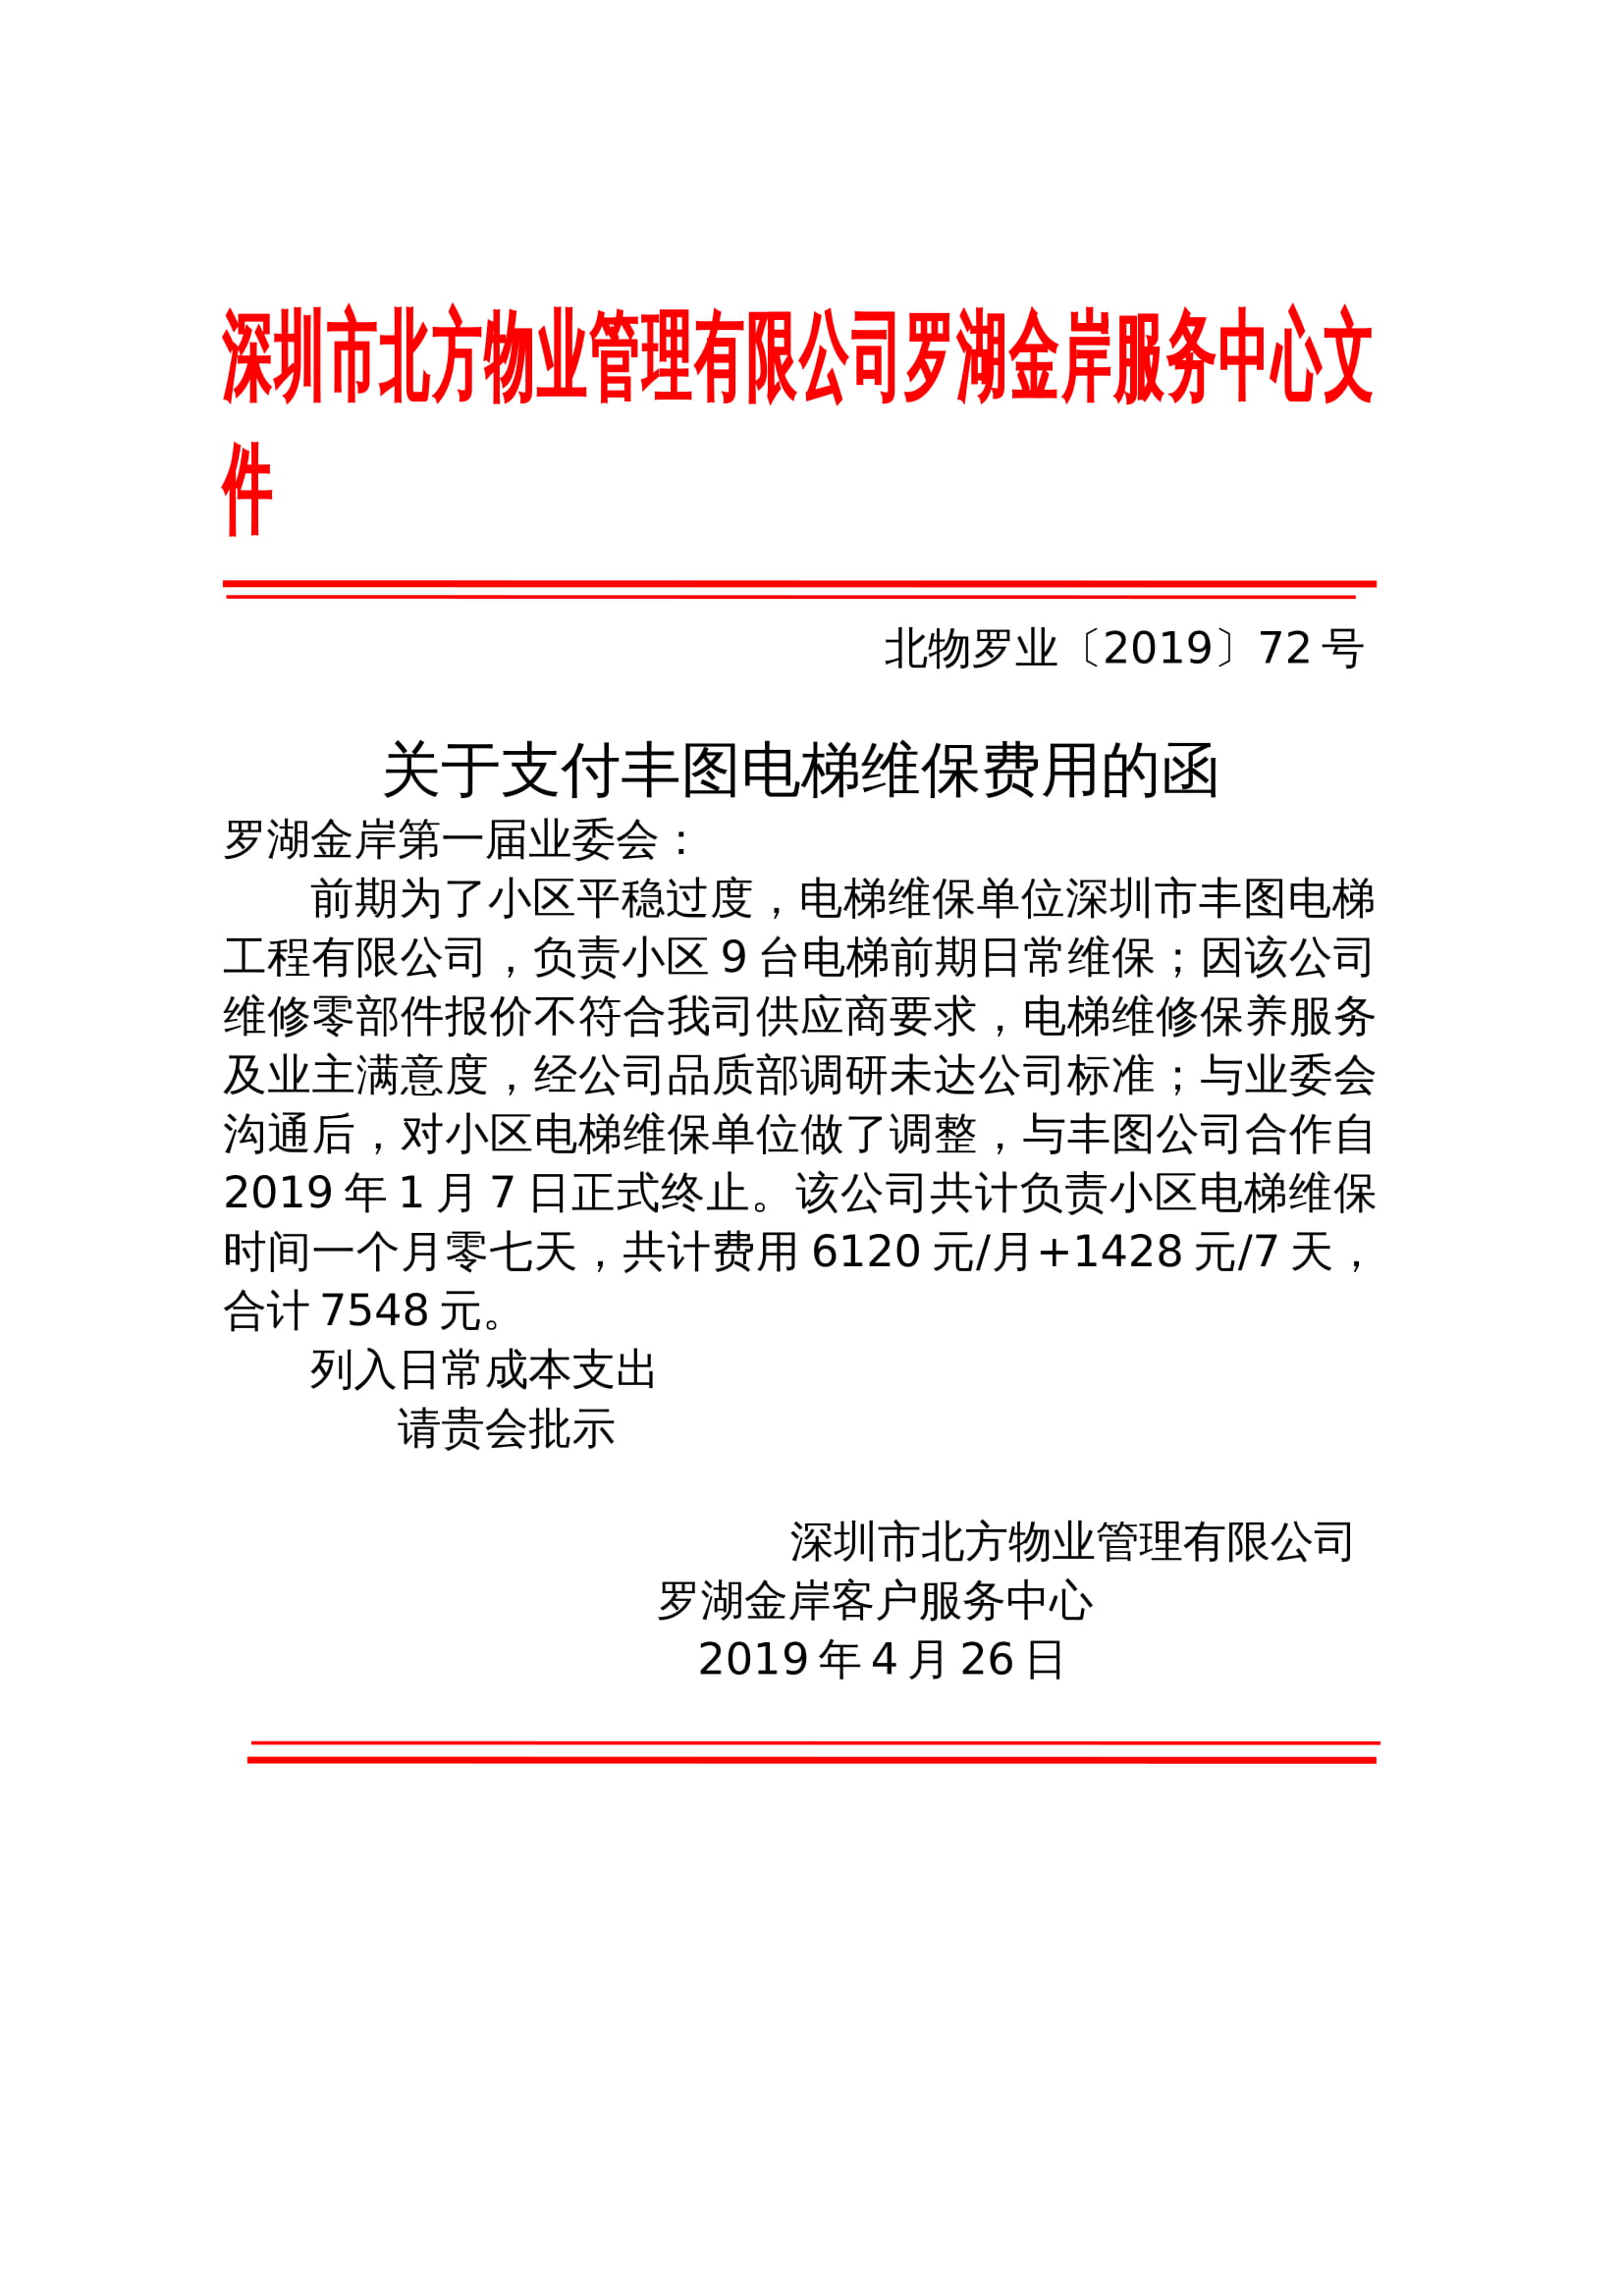 深圳市北方物业管理有限公司罗湖金岸服务中心文
件
北物罗业〔2019〕72 号
关于支付丰图电梯维保费用的函
罗湖金岸第一届业委会：
前期为了小区平稳过度，电梯维保单位深圳市丰图电梯
工程有限公司，负责小区 9 台电梯前期日常维保；因该公司
维修零部件报价不符合我司供应商要求，电梯维修保养服务
及业主满意度，经公司品质部调研未达公司标准；与业委会
沟通后，对小区电梯维保单位做了调整，与丰图公司合作自
2019 年 1 月 7 日正式终止。该公司共计负责小区电梯维保
时间一个月零七天，共计费用 6120 元/月+1428 元/7 天，
合计 7548 元。
列入日常成本支出
请贵会批示
深圳市北方物业管理有限公司
罗湖金岸客户服务中心
2019 年 4 月 26 日